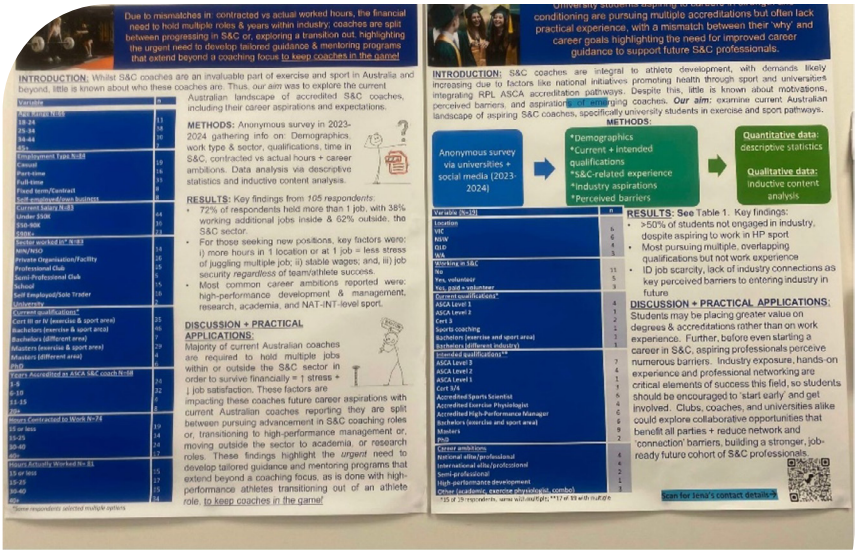 Due to mismatches in: contracted vs actual worked hours, the financial
need to hold multiple roles & years within industry; coaches are split
between progressing in S&C or, exploring a transition out, highlighting
the urgent need to develop tailored guidance & mentoring programs
that extend beyond a coaching focus to keep coaches in the game!
INTRODUCTION: Whilst S&C coaches are an invaluable part of exercise and sport in Australia and
beyond, little is known about who these coaches are. Thus, our aim was to explore the current
Australian landscape of accredited S&C coaches,
including their career aspirations and expectations.
METHODS: Anonymous survey in 2023-
2024 gathering info on: Demographics,
work type & sector, qualifications, time in
S&C, contracted vs actual hours + career
ambitions. Data analysis via descriptive
statistics and inductive content analysis.
RESULTS: Key findings from 105 respondents:
• 72% of respondents held more than 1 job, with 38%
working additional jobs inside & 62% outside, the
S&C sector.
• For those seeking new positions, key factors were:
i) more hours in 1 location or at 1 job = less stress
of juggling multiple job; ii) stable wages; and, iii) job
security regardless of team/athlete success.
• Most common career ambitions reported were:
high-performance development & management,
research, academia, and NAT-INT-level sport.
DISCUSSION + PRACTICAL
APPLICATIONS:
Majority of current Australian coaches
are required to hold multiple jobs
within or outside the S&C sector in
order to survive financially = ↑ stress +
↓ job satisfaction. These factors are
impacting these coaches future career aspirations with
current Australian coaches reporting they are split
between pursuing advancement in S&C coaching roles
or, transitioning to high-performance management or,
moving outside the sector to academia, or research
roles. These findings highlight the urgent need to
develop tailored guidance and mentoring programs that
extend beyond a coaching focus, as is done with high-
performance athletes transitioning out of an athlete
role, to keep coaches in the game!
Variable n
Age Range
18-24 11
25-34
34-44
45+
Employment Type
Casual 19
Part-time 16
Full-time
Fixed term/Contract
Self-employed/own business
Current Salary
Under $50K
$50-90K
$90K+
Sector worked in*
NIN/NSO
Private Organisation/Facility
Professional Club
Semi-Professional Club
School
Self Employed/Sole Trader
University
Current qualifications*
Cert III or IV (exercise & sport area)
Bachelors (exercise & sport area)
Bachelors (different area)
Masters (exercise & sport area)
Masters (different area)
PhD
Years Accredited as ASCA S&C coach
1-5
6-10
11-15
20+
Hours Contracted to Work
15 or less
15-25
30-40
40+
Hours Actually Worked
15 or less
15-25
30-40
40+
*Some respondents selected multiple options
University students aspiring to careers in strength
conditioning are pursuing multiple accreditations but often lack
practical experience, with a mismatch between their 'why' and
career goals highlighting the need for improved career
guidance to support future S&C professionals.
INTRODUCTION: S&C coaches are integral to athlete development, with demands likely
increasing due to factors like national initiatives promoting health through sport and universities
integrating RPL ASCA accreditation pathways. Despite this, little is known about motivations,
perceived barriers, and aspirations of emerging coaches. Our aim: examine current Australian
landscape of aspiring S&C coaches, specifically university students in exercise and sport pathways.
METHODS:
Anonymous survey
via universities +
social media (2023-
2024)
*Demographics
*Current + intended
qualifications
*S&C-related experience
*Industry aspirations
*Perceived barriers
Quantitative data:
descriptive statistics
Qualitative data:
inductive content
analysis
Variable (N=19) n
Location
VIC
NSW
QLD
WA
Working in S&C
No
Yes, volunteer
Yes, paid + volunteer
Current qualifications*
ASCA Level 1
ASCA Level 2
Cert 3
Sports coaching
Bachelors (exercise and sport area)
Bachelors (different industry)
Intended qualifications**
ASCA Level 3
ASCA Level 2
ASCA Level 1
Cert 3/4
Accredited Sports Scientist
Accredited Exercise Physiologist
Accredited High-Performance Manager
Bachelors (exercise and sport area)
Masters
PhD
Career ambitions
National elite/professional
International elite/professional
Semi-professional
High-performance development
Other (academic, exercise physiologist, combo)
RESULTS: See Table 1. Key findings:
• >50% of students not engaged in industry,
despite aspiring to work in HP sport
• Most pursuing multiple, overlapping
qualifications but not work experience
• ID job scarcity, lack of industry connections as
key perceived barriers to entering industry in
future
DISCUSSION + PRACTICAL APPLICATIONS:
Students may be placing greater value on
degrees & accreditations rather than on work
experience. Further, before even starting a
career in S&C, aspiring professionals perceive
numerous barriers. Industry exposure, hands-on
experience and professional networking are
critical elements of success this field, so students
should be encouraged to 'start early' and get
involved. Clubs, coaches, and universities alike
could explore collaborative opportunities that
benefit all parties + reduce network and
'connection' barriers, building a stronger, job-
ready future cohort of S&C professionals.
Scan for Jena's contact details→